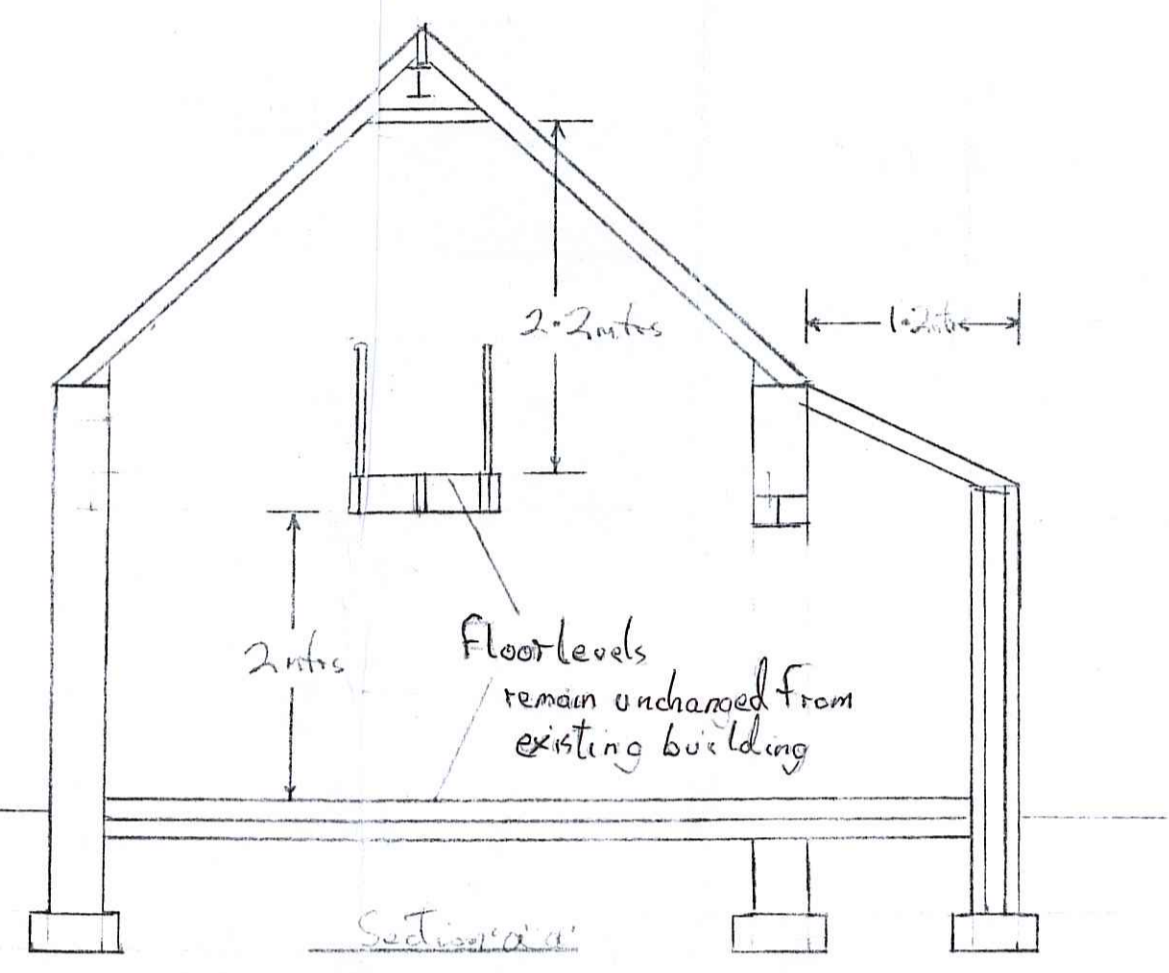 2·2mtrs
1·2mtrs
2mtrs
Floor levels
remain unchanged from
existing building
Section 'a' a'